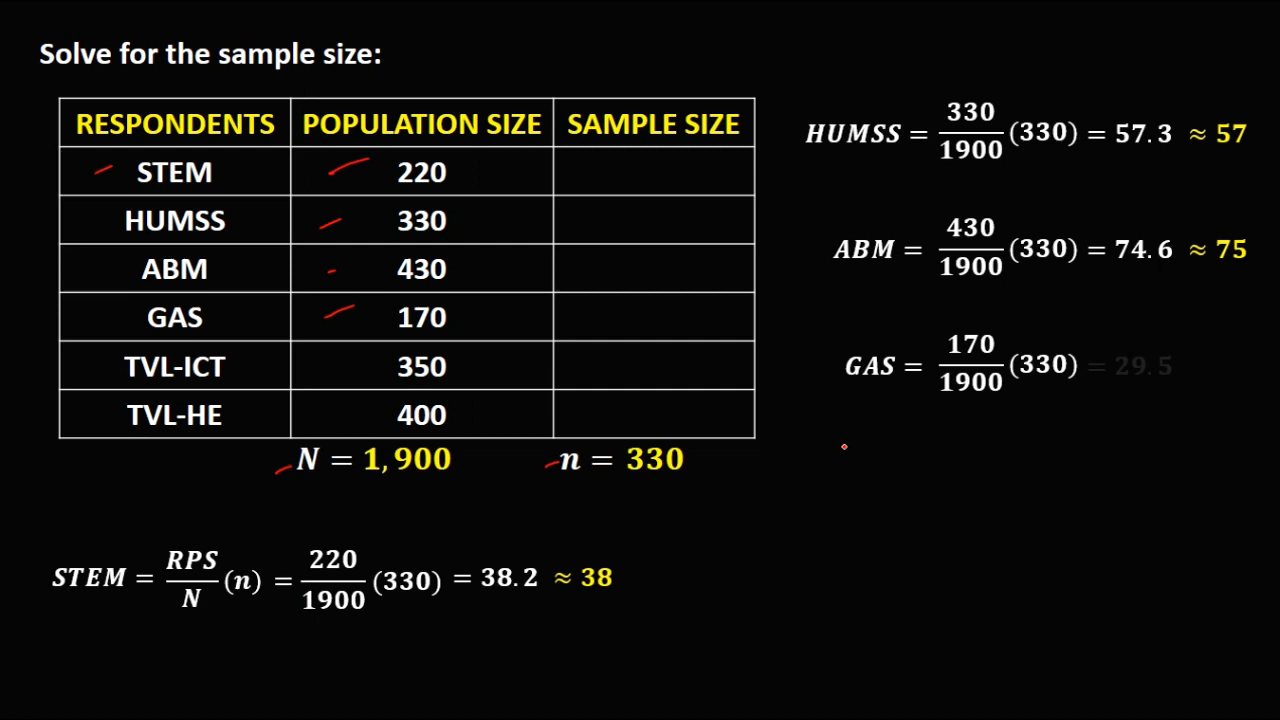 Solve for the sample size:
RESPONDENTS POPULATION SIZE SAMPLE SIZE
STEM 220
HUMSS 330
ABM 430
GAS 170
TVL-ICT 350
TVL-HE 400
N = 1,900 n = 330
STEM = RPS/N (n) = 220/1900 (330) = 38.2 ≈ 38
HUMSS = 330/1900 (330) = 57.3 ≈ 57
ABM = 430/1900 (330) = 74.6 ≈ 75
GAS = 170/1900 (330) = 29.5